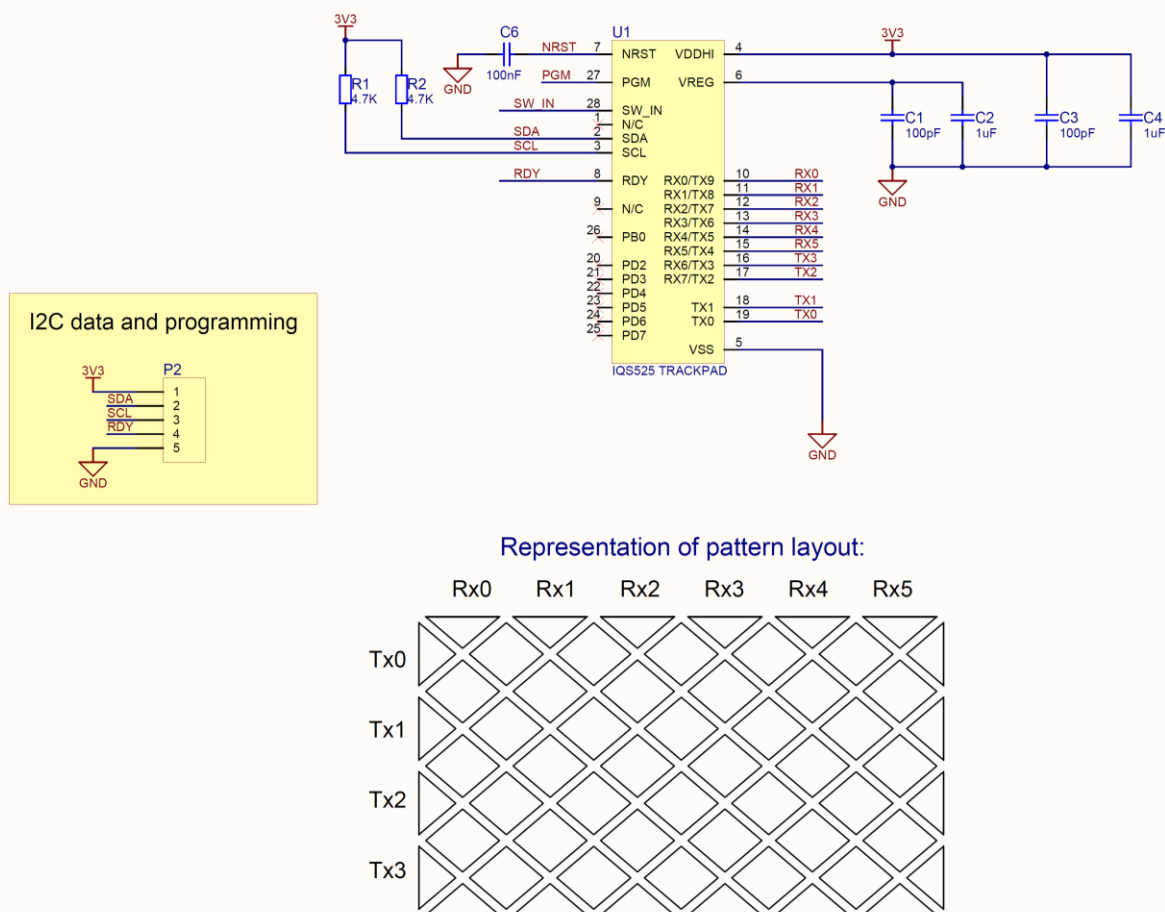 3V3
R1
4.7K
R2
4.7K
C6
100nF
GND
NRST
PGM
SW_IN
SDA
SCL
RDY
U1
7 NRST
27 PGM
28 SW_IN
1 N/C
2 SDA
3 SCL
8 RDY
9 N/C
26 PB0
20 PD2
21 PD3
22 PD4
23 PD5
24 PD6
25 PD7
VDDHI 4
VREG 6
RX0/TX9 10 RX0
RX1/TX8 11 RX1
RX2/TX7 12 RX2
RX3/TX6 13 RX3
RX4/TX5 14 RX4
RX5/TX4 15 RX5
RX6/TX3 16 TX3
RX7/TX2 17 TX2
TX1 18 TX1
TX0 19 TX0
VSS 5
IQS525 TRACKPAD
GND
3V3
C1
100pF
C2
1uF
C3
100pF
C4
1uF
GND
I2C data and programming
3V3
P2
1
SDA 2
SCL 3
RDY 4
5
GND
Representation of pattern layout:
Rx0 Rx1 Rx2 Rx3 Rx4 Rx5
Tx0
Tx1
Tx2
Tx3